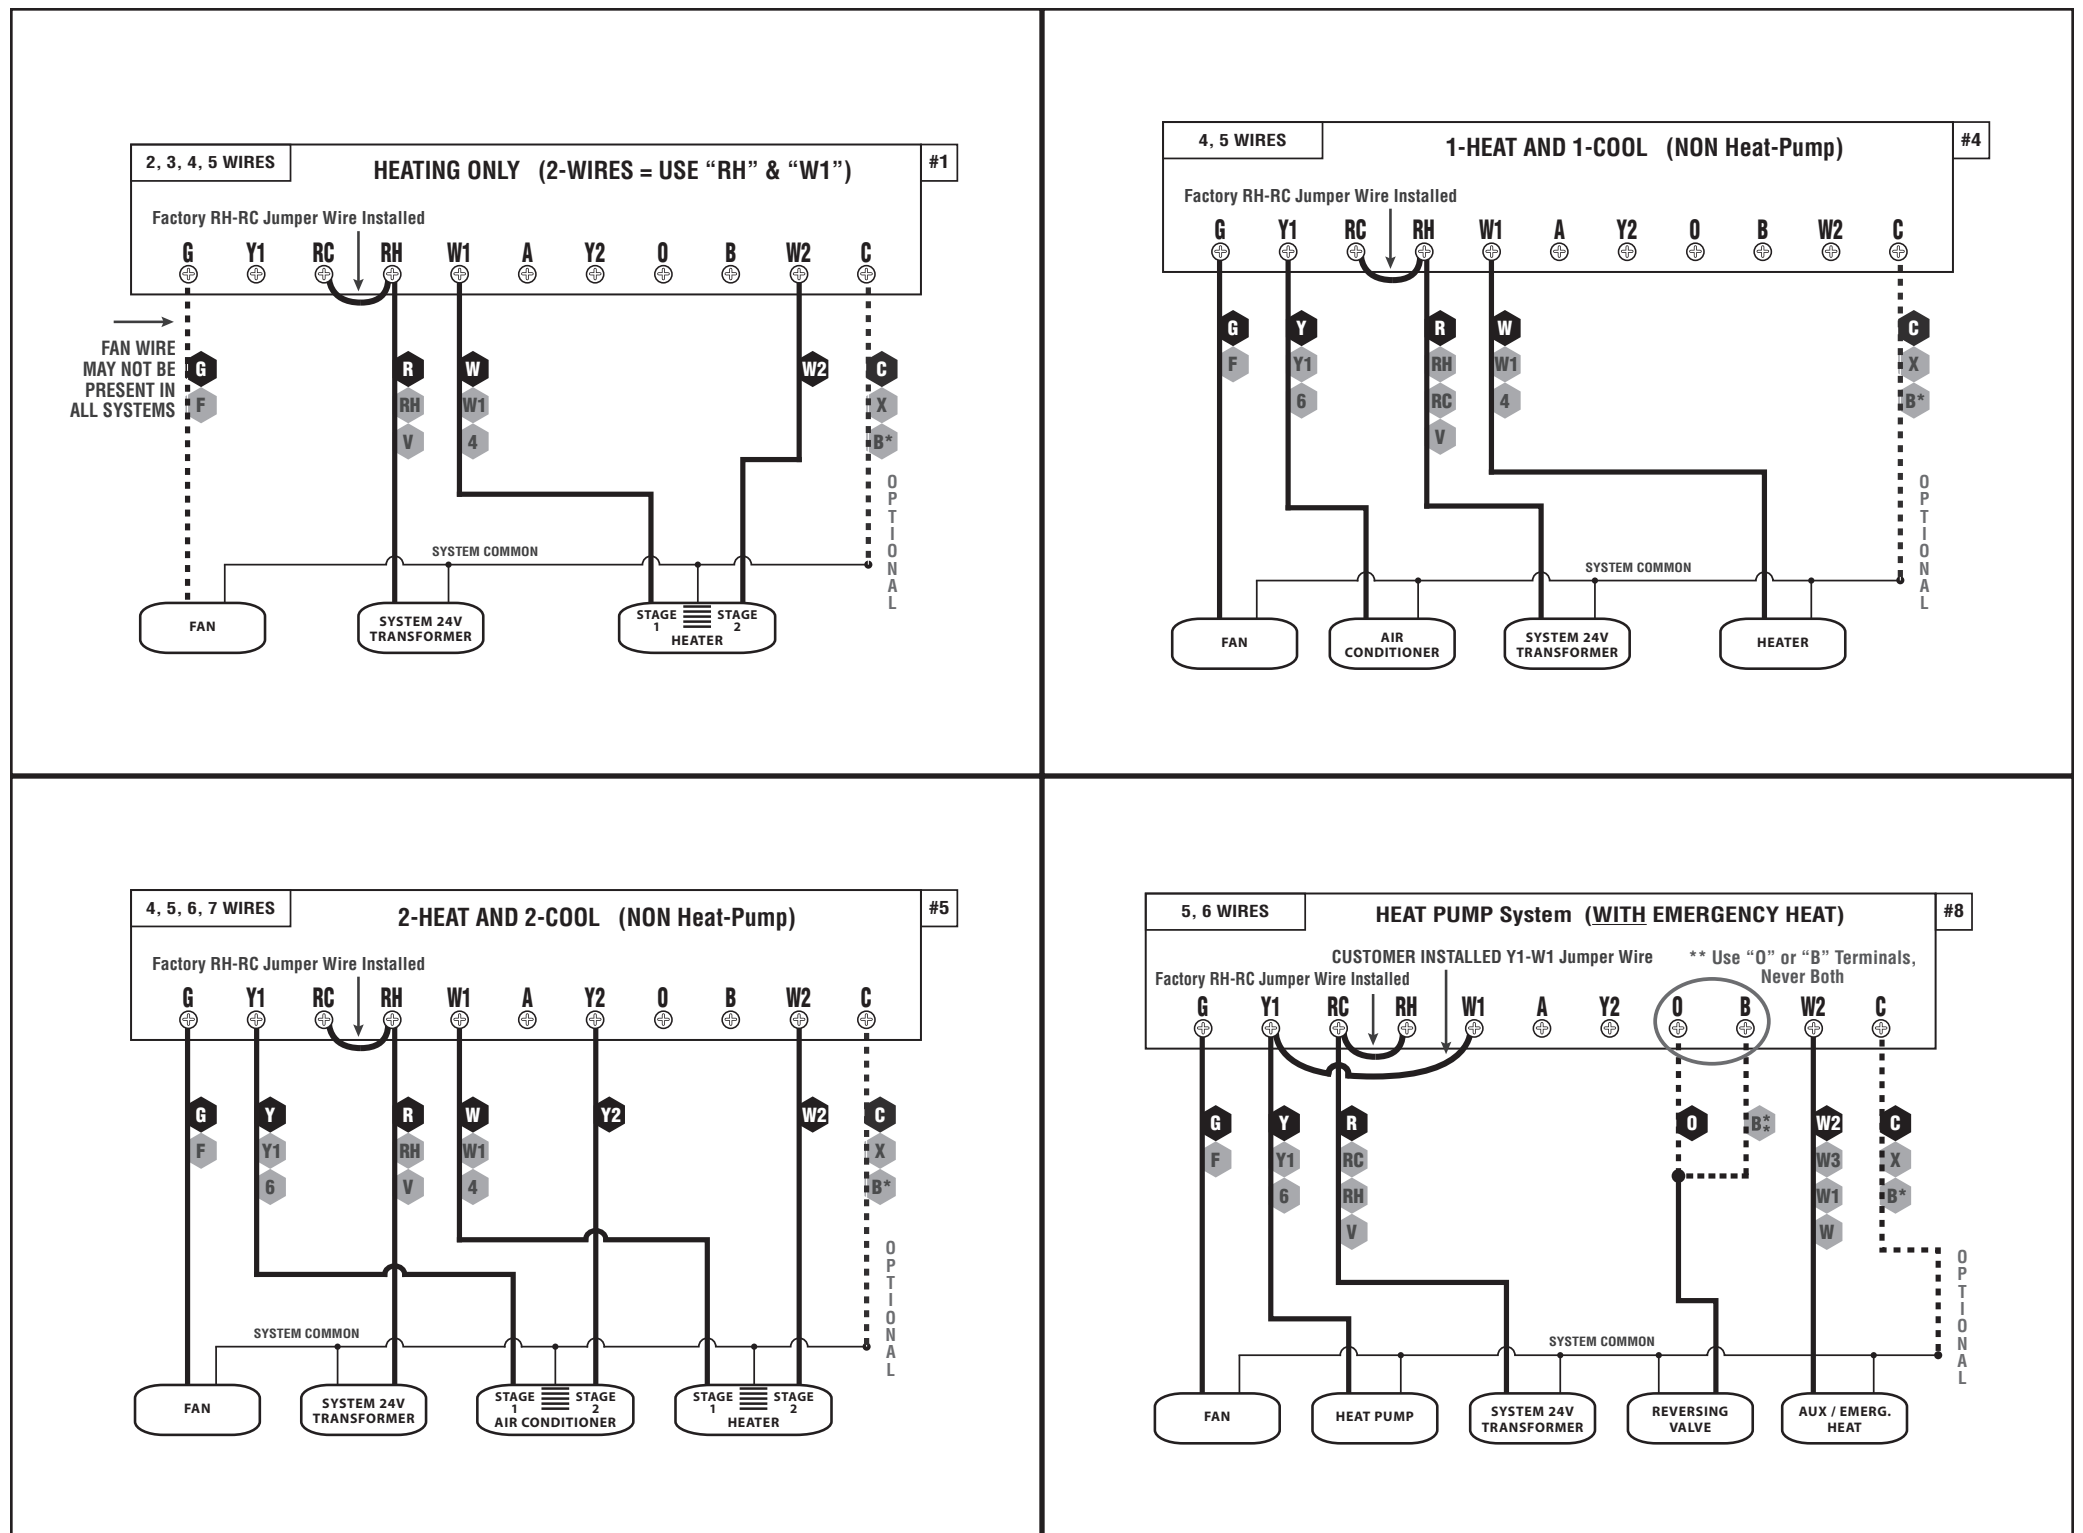 2, 3, 4, 5 WIRES
HEATING ONLY (2-WIRES = USE “RH” & “W1”)
#1
Factory RH-RC Jumper Wire Installed
G Y1 RC RH W1 A Y2 O B W2 C
FAN WIRE
MAY NOT BE
PRESENT IN
ALL SYSTEMS
G R W W2 C
F RH W1 X
V 4 B*
OPTIONAL
SYSTEM COMMON
FAN
SYSTEM 24V
TRANSFORMER
STAGE
1
STAGE
2
HEATER
4, 5 WIRES
1-HEAT AND 1-COOL (NON Heat-Pump)
#4
Factory RH-RC Jumper Wire Installed
G Y1 RC RH W1 A Y2 O B W2 C
G Y R W C
F Y1 RH W1 X
6 RC 4 B*
V
OPTIONAL
SYSTEM COMMON
FAN
AIR
CONDITIONER
SYSTEM 24V
TRANSFORMER
HEATER
4, 5, 6, 7 WIRES
2-HEAT AND 2-COOL (NON Heat-Pump)
#5
Factory RH-RC Jumper Wire Installed
G Y1 RC RH W1 A Y2 O B W2 C
G Y R W Y2 W2 C
F Y1 RH W1 X
6 V 4 B*
OPTIONAL
SYSTEM COMMON
FAN
SYSTEM 24V
TRANSFORMER
STAGE
1
STAGE
2
AIR CONDITIONER
STAGE
1
STAGE
2
HEATER
5, 6 WIRES
HEAT PUMP System (WITH EMERGENCY HEAT)
#8
CUSTOMER INSTALLED Y1-W1 Jumper Wire
** Use “O” or “B” Terminals,
Never Both
Factory RH-RC Jumper Wire Installed
G Y1 RC RH W1 A Y2 O B W2 C
G Y R O B** W2 C
F Y1 RC W3 X
6 RH W1 B*
V W
OPTIONAL
SYSTEM COMMON
FAN
HEAT PUMP
SYSTEM 24V
TRANSFORMER
REVERSING
VALVE
AUX / EMERG.
HEAT